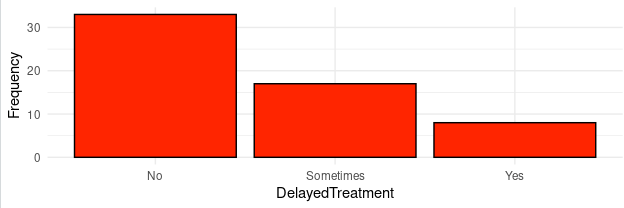 Frequency
30
20
10
0
No Sometimes Yes
DelayedTreatment